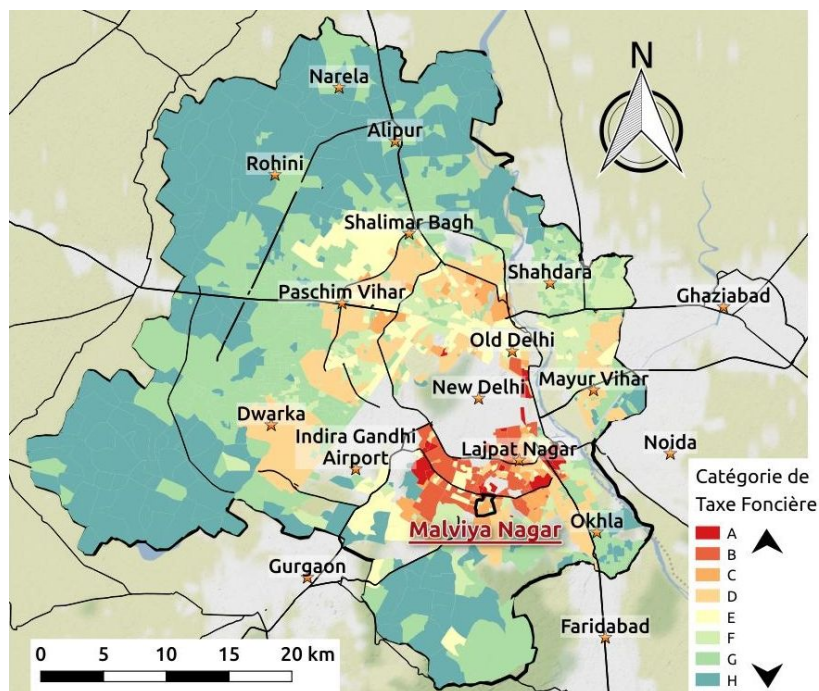 N
Narela
Alipur
Rohini
Shalimar Bagh
Shahdara
Ghaziabad
Paschim Vihar
Old Delhi
New Delhi
Mayur Vihar
Dwarka
Indira Gandhi
Airport
Lajpat Nagar
Noida
Malviya Nagar
Okhla
Gurgaon
Faridabad
Catégorie de
Taxe Foncière
A
B
C
D
E
F
G
H
0 5 10 15 20 km